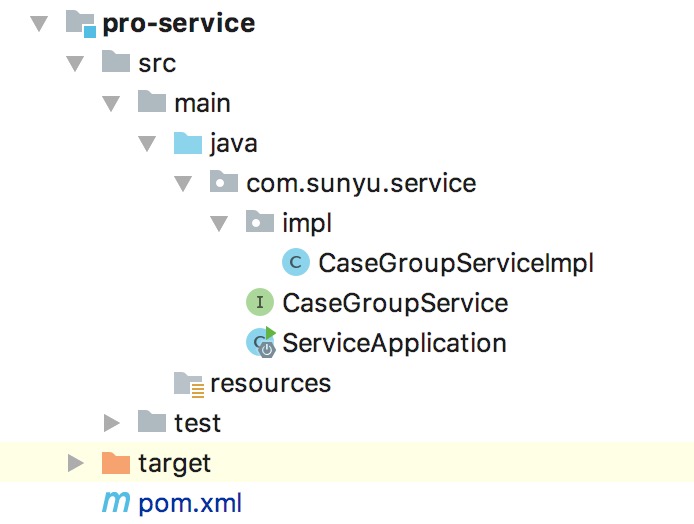 pro-service
src
main
java
com.sunyu.service
impl
C CaseGroupServiceImpl
I CaseGroupService
C ServiceApplication
resources
test
target
m pom.xml